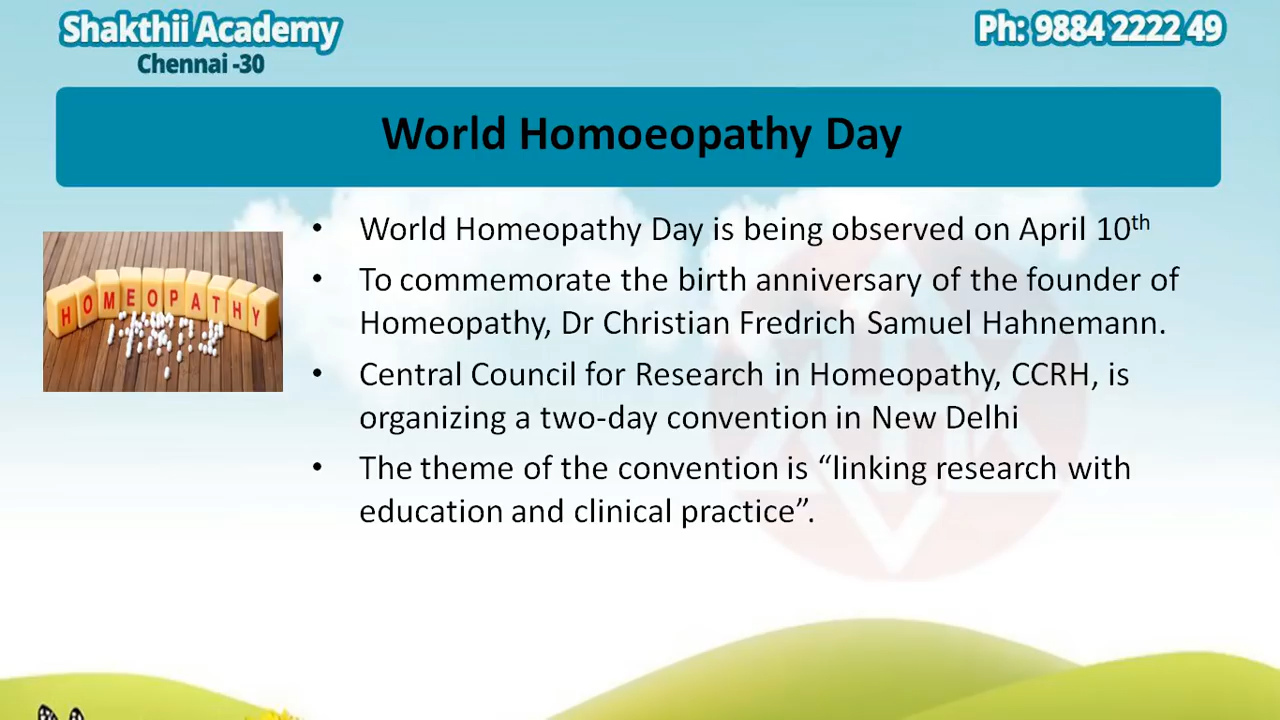 Shakthii Academy
Chennai -30
Ph: 9884 2222 49
World Homoeopathy Day
HOMEOPATHY
• World Homeopathy Day is being observed on April 10th
• To commemorate the birth anniversary of the founder of
Homeopathy, Dr Christian Fredrich Samuel Hahnemann.
• Central Council for Research in Homeopathy, CCRH, is
organizing a two-day convention in New Delhi
• The theme of the convention is “linking research with
education and clinical practice”.